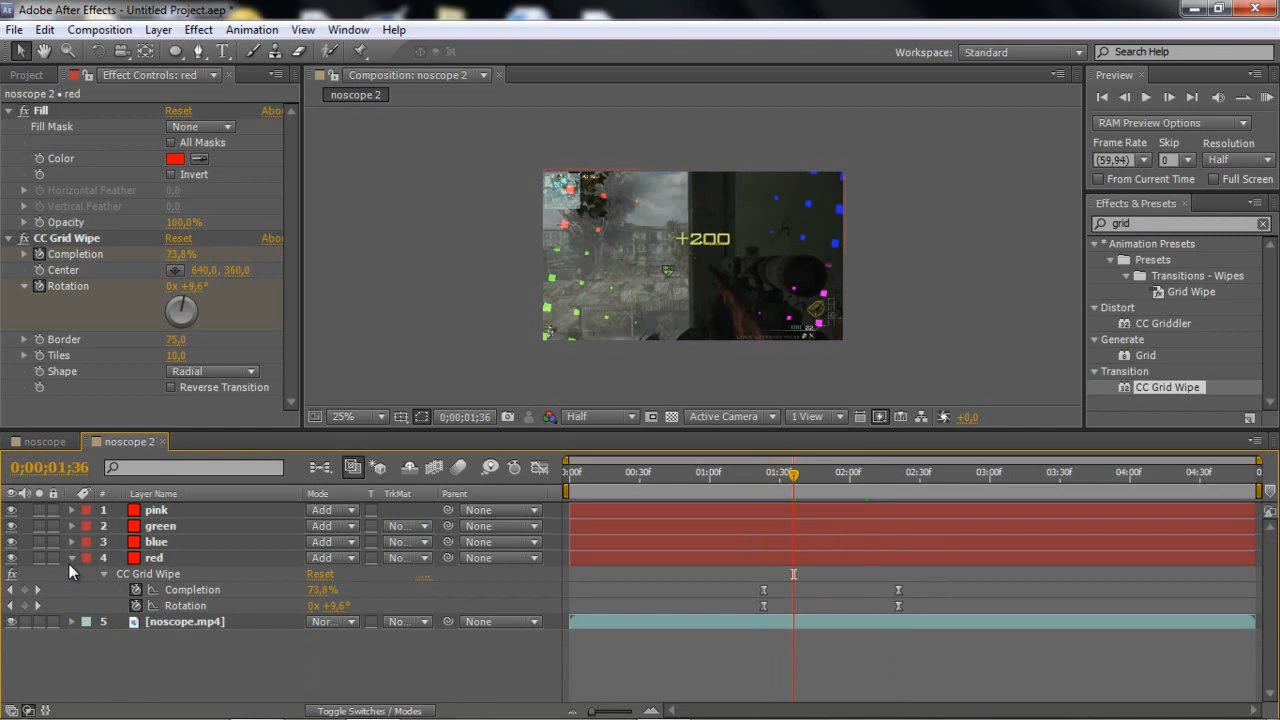 Adobe After Effects - Untitled Project.aep *
File Edit Composition Layer Effect Animation View Window Help
Workspace: Standard Search Help
Project Effect Controls: red
noscope 2 • red
fx Fill Reset Abo
Fill Mask None
All Masks
Color
Invert
Horizontal Feather 0,0
Vertical Feather 0,0
Opacity 100,0%
fx CC Grid Wipe Reset Abo
Completion 73,8%
Center 640,0, 360,0
Rotation 0x +9,6°
Border 75,0
Tiles 10,0
Shape Radial
Reverse Transition
Composition: noscope 2
noscope 2
+200
25% 0;00;01;36 Half Active Camera 1 View +0,0
Preview
RAM Preview Options
Frame Rate Skip Resolution
(59,94) 0 Half
From Current Time Full Screen
Effects & Presets
grid
* Animation Presets
Presets
Transitions - Wipes
Grid Wipe
Distort
CC Griddler
Generate
Grid
Transition
CC Grid Wipe
noscope noscope 2
0;00;01;36
:00f 00:30f 01:00f 01:30f 02:00f 02:30f 03:00f 03:30f 04:00f 04:30f
# Layer Name Mode T TrkMat Parent
1 pink Add None
2 green Add No... None
3 blue Add No... None
4 red Add No... None
fx CC Grid Wipe Reset ....
Completion 73,8%
Rotation 0x +9,6°
5 [noscope.mp4] Nor... No... None
Toggle Switches / Modes